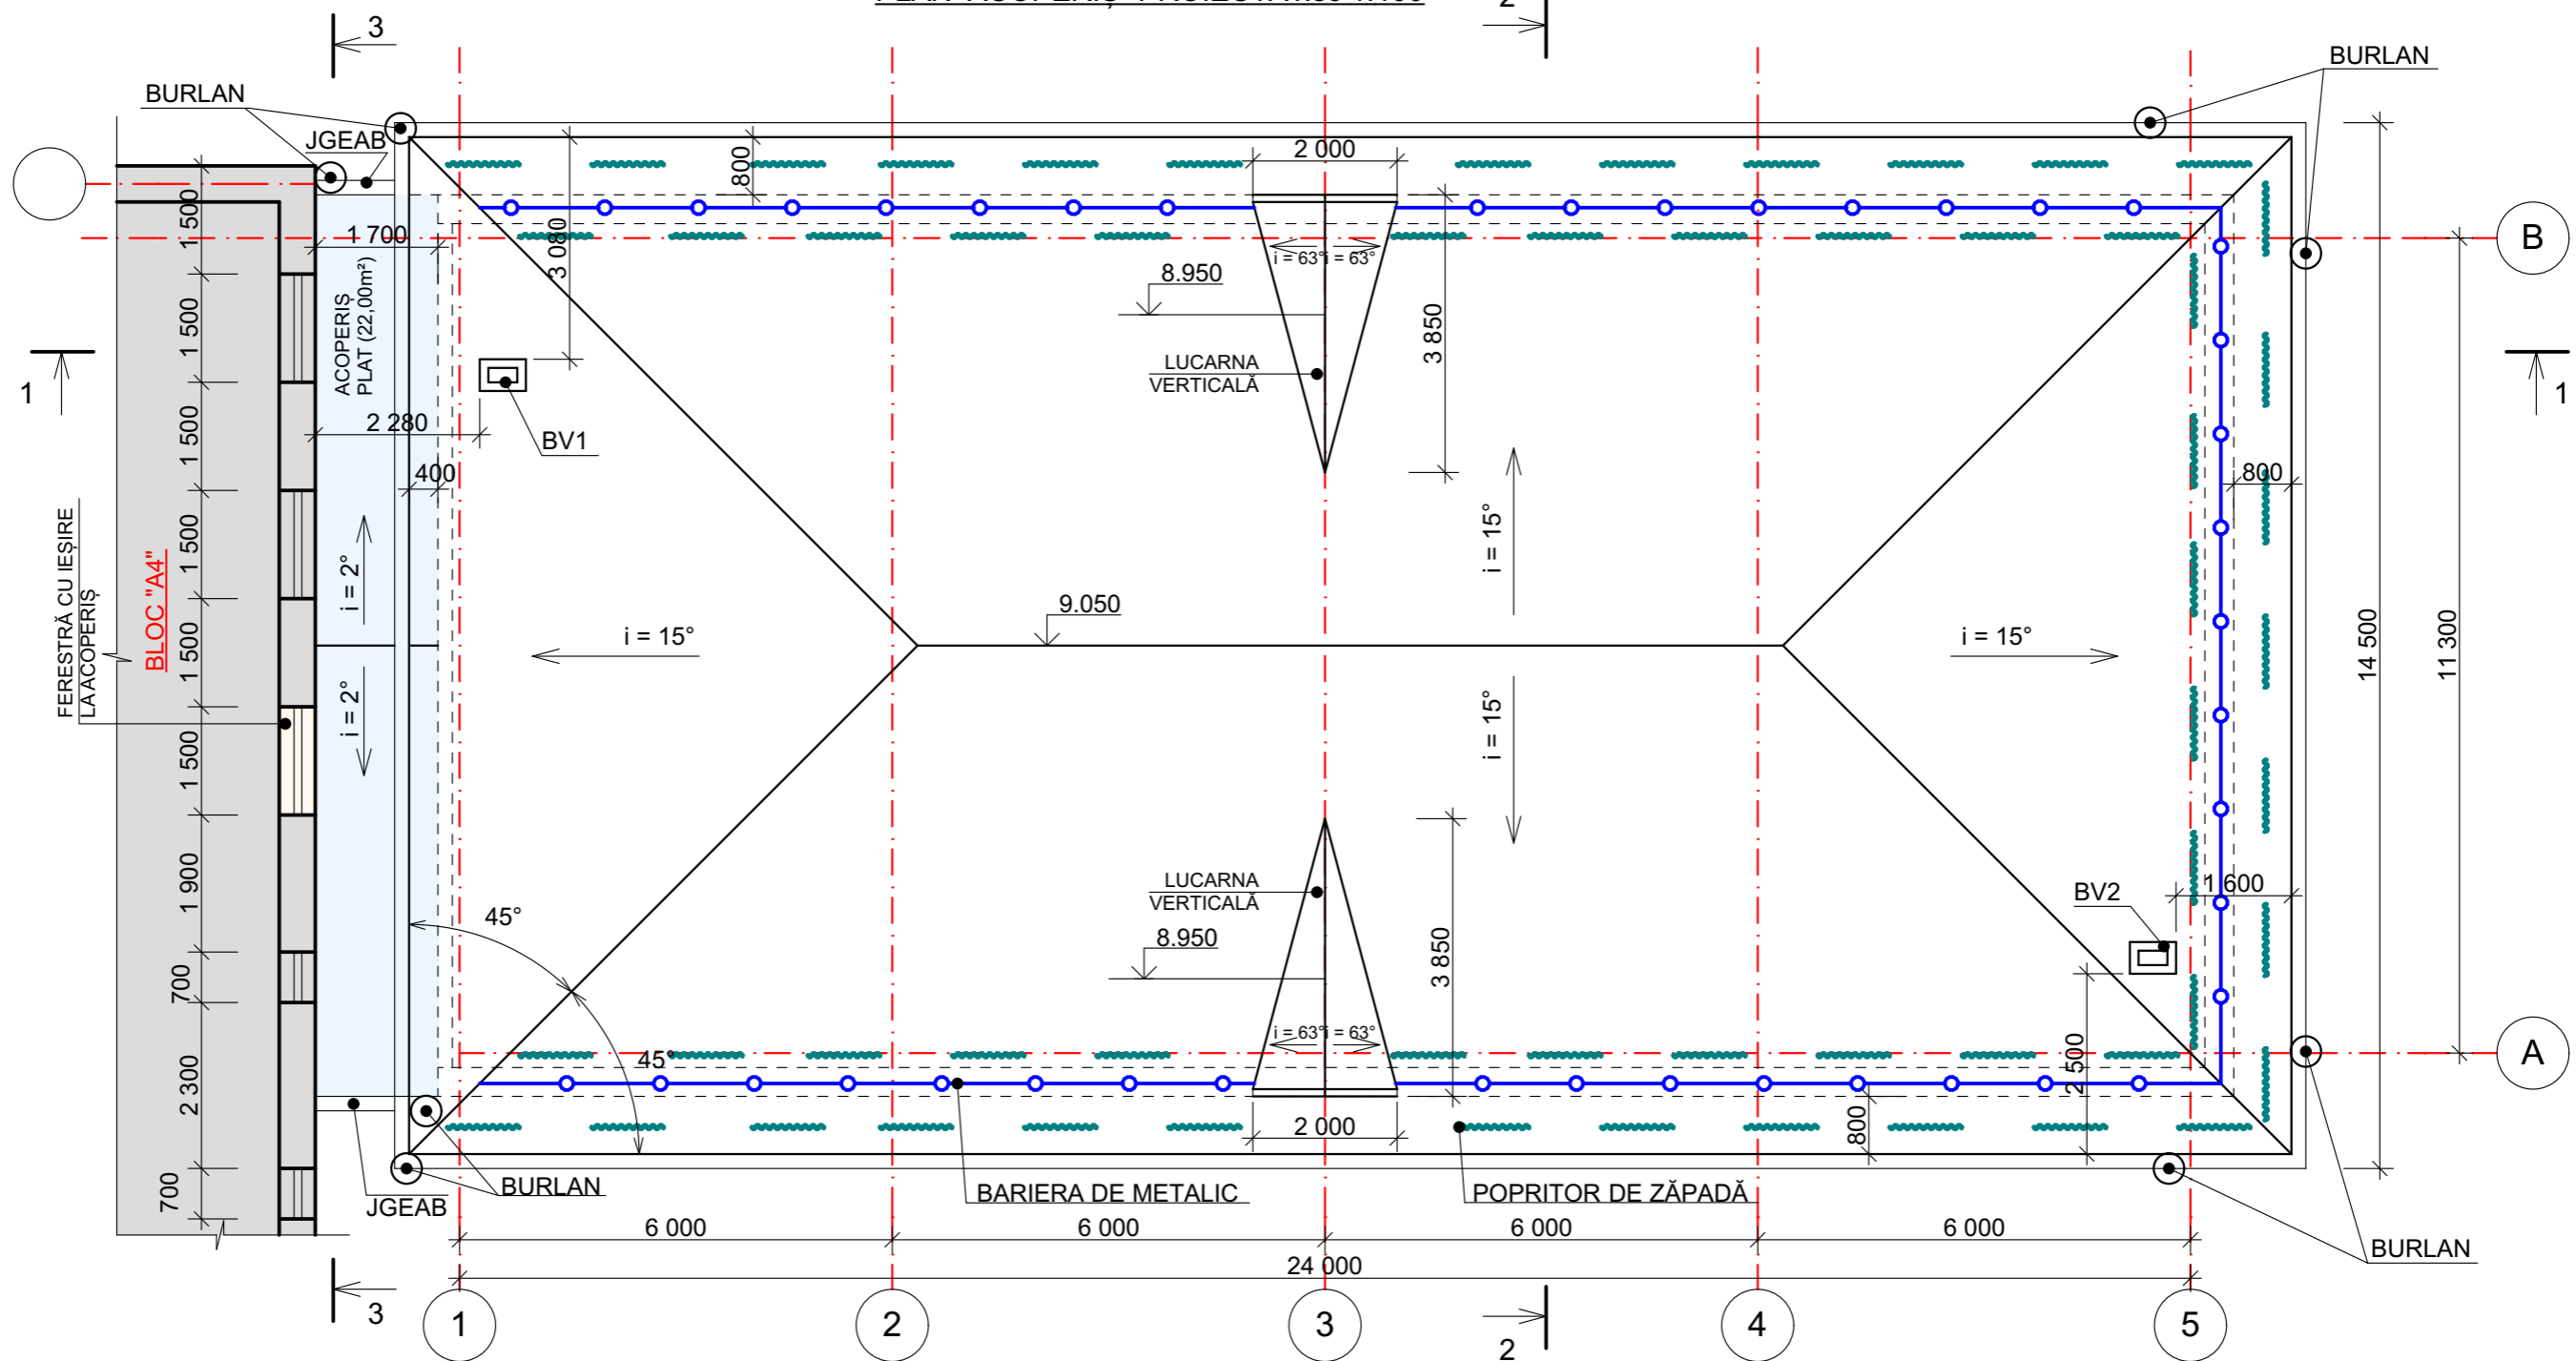 2
3
BURLAN
BURLAN
JGEAB
2 000
800
1 500
1 700
3 080
B
i = 63°
i = 63°
8.950
ACOPERIȘ
PLAT (22,00m²)
1 500
3 850
LUCARNA
VERTICALĂ
1
1
2 280
BV1
1 500
400
800
FERESTRĂ CU IEȘIRE
LA ACOPERIȘ
BLOC "A4"
1 500
i = 2°
i = 15°
9.050
i = 15°
i = 15°
14 500
11 300
1 500
i = 2°
i = 15°
1 500
LUCARNA
VERTICALĂ
1 900
45°
8.950
3 850
BV2
1 600
700
i = 63°
i = 63°
2 500
A
2 300
45°
2 000
800
700
JGEAB
BURLAN
BARIERA DE METALIC
POPRITOR DE ZĂPADĂ
6 000
6 000
6 000
6 000
BURLAN
24 000
3
1
2
3
4
5
2